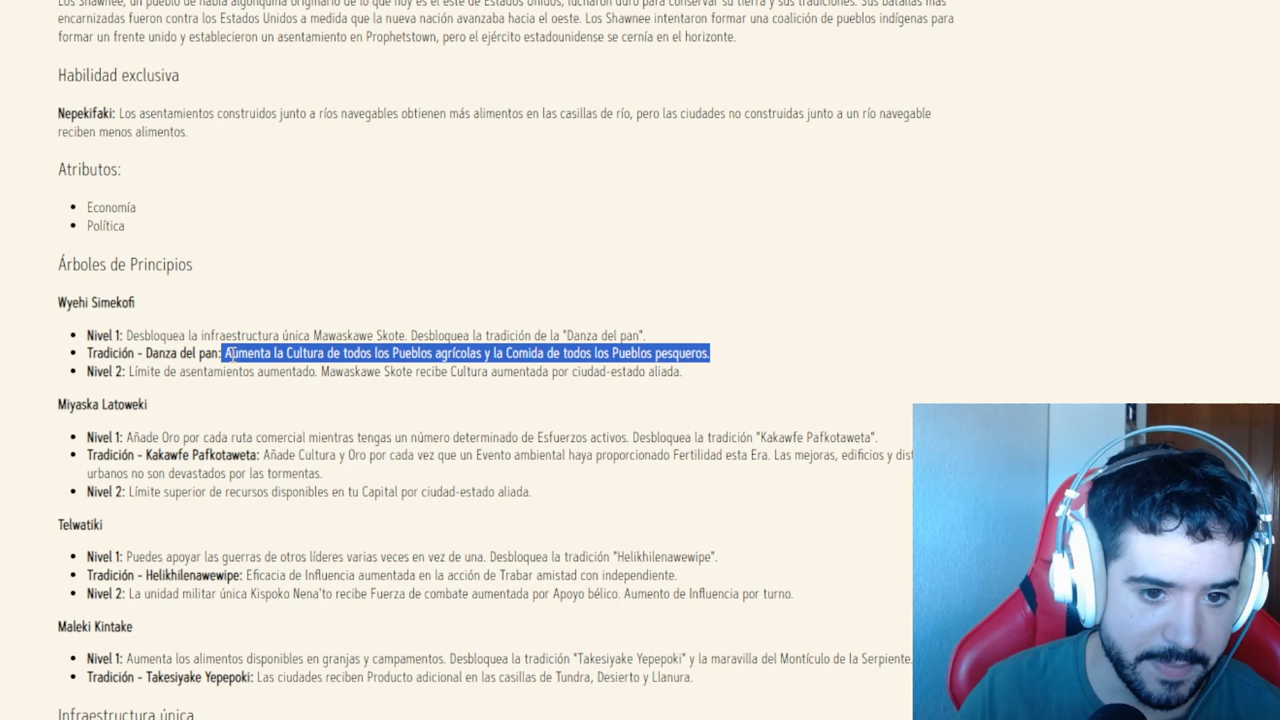 Los Shawnee, un pueblo de habla algonquina originario de lo que hoy es el este de Estados Unidos, lucharon duro para conservar su tierra y sus tradiciones. Sus batallas más
encarnizadas fueron contra los Estados Unidos a medida que la nueva nación avanzaba hacia el oeste. Los Shawnee intentaron formar una coalición de pueblos indígenas para
formar un frente unido y establecieron un asentamiento en Prophetstown, pero el ejército estadounidense se cernía en el horizonte.
Habilidad exclusiva
Nepekifaki: Los asentamientos construidos junto a ríos navegables obtienen más alimentos en las casillas de río, pero las ciudades no construidas junto a un río navegable
reciben menos alimentos.
Atributos:
• Economía
• Política
Árboles de Principios
Wyehi Simekofi
• Nivel 1: Desbloquea la infraestructura única Mawaskawe Skote. Desbloquea la tradición de la "Danza del pan".
• Tradición - Danza del pan: Aumenta la Cultura de todos los Pueblos agrícolas y la Comida de todos los Pueblos pesqueros.
• Nivel 2: Límite de asentamientos aumentado. Mawaskawe Skote recibe Cultura aumentada por ciudad-estado aliada.
Miyaska Latoweki
• Nivel 1: Añade Oro por cada ruta comercial mientras tengas un número determinado de Esfuerzos activos. Desbloquea la tradición "Kakawfe Pafkotaweta".
• Tradición - Kakawfe Pafkotaweta: Añade Cultura y Oro por cada vez que un Evento ambiental haya proporcionado Fertilidad esta Era. Las mejoras, edificios y dist
urbanos no son devastados por las tormentas.
• Nivel 2: Límite superior de recursos disponibles en tu Capital por ciudad-estado aliada.
Telwatiki
• Nivel 1: Puedes apoyar las guerras de otros líderes varias veces en vez de una. Desbloquea la tradición "Helikhilenawewipe".
• Tradición - Helikhilenawewipe: Eficacia de Influencia aumentada en la acción de Trabar amistad con independiente.
• Nivel 2: La unidad militar única Kispoko Nena'to recibe Fuerza de combate aumentada por Apoyo bélico. Aumento de Influencia por turno.
Maleki Kintake
• Nivel 1: Aumenta los alimentos disponibles en granjas y campamentos. Desbloquea la tradición "Takesiyake Yepepoki" y la maravilla del Montículo de la Serpiente.
• Tradición - Takesiyake Yepepoki: Las ciudades reciben Producto adicional en las casillas de Tundra, Desierto y Llanura.
Infraestructura única